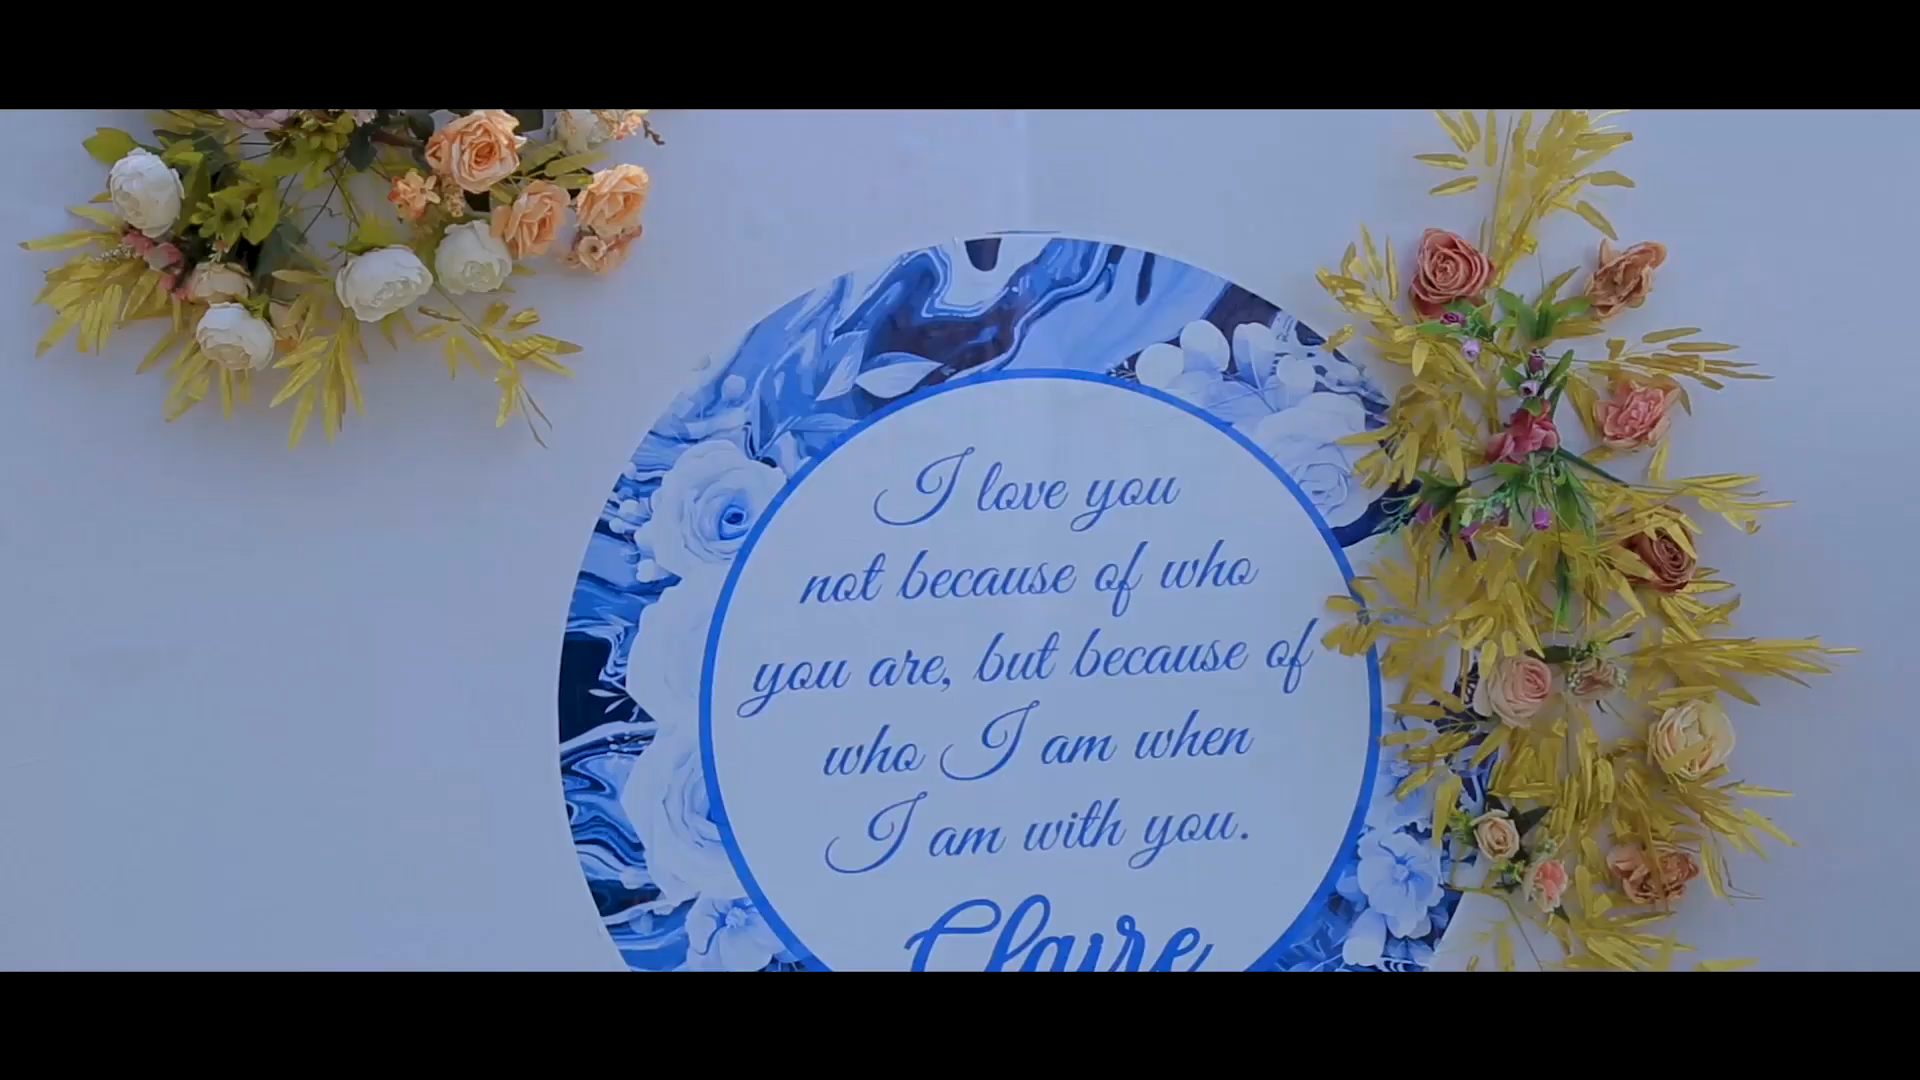 I love you
not because of who
you are, but because of
who I am when
I am with you.
Claire